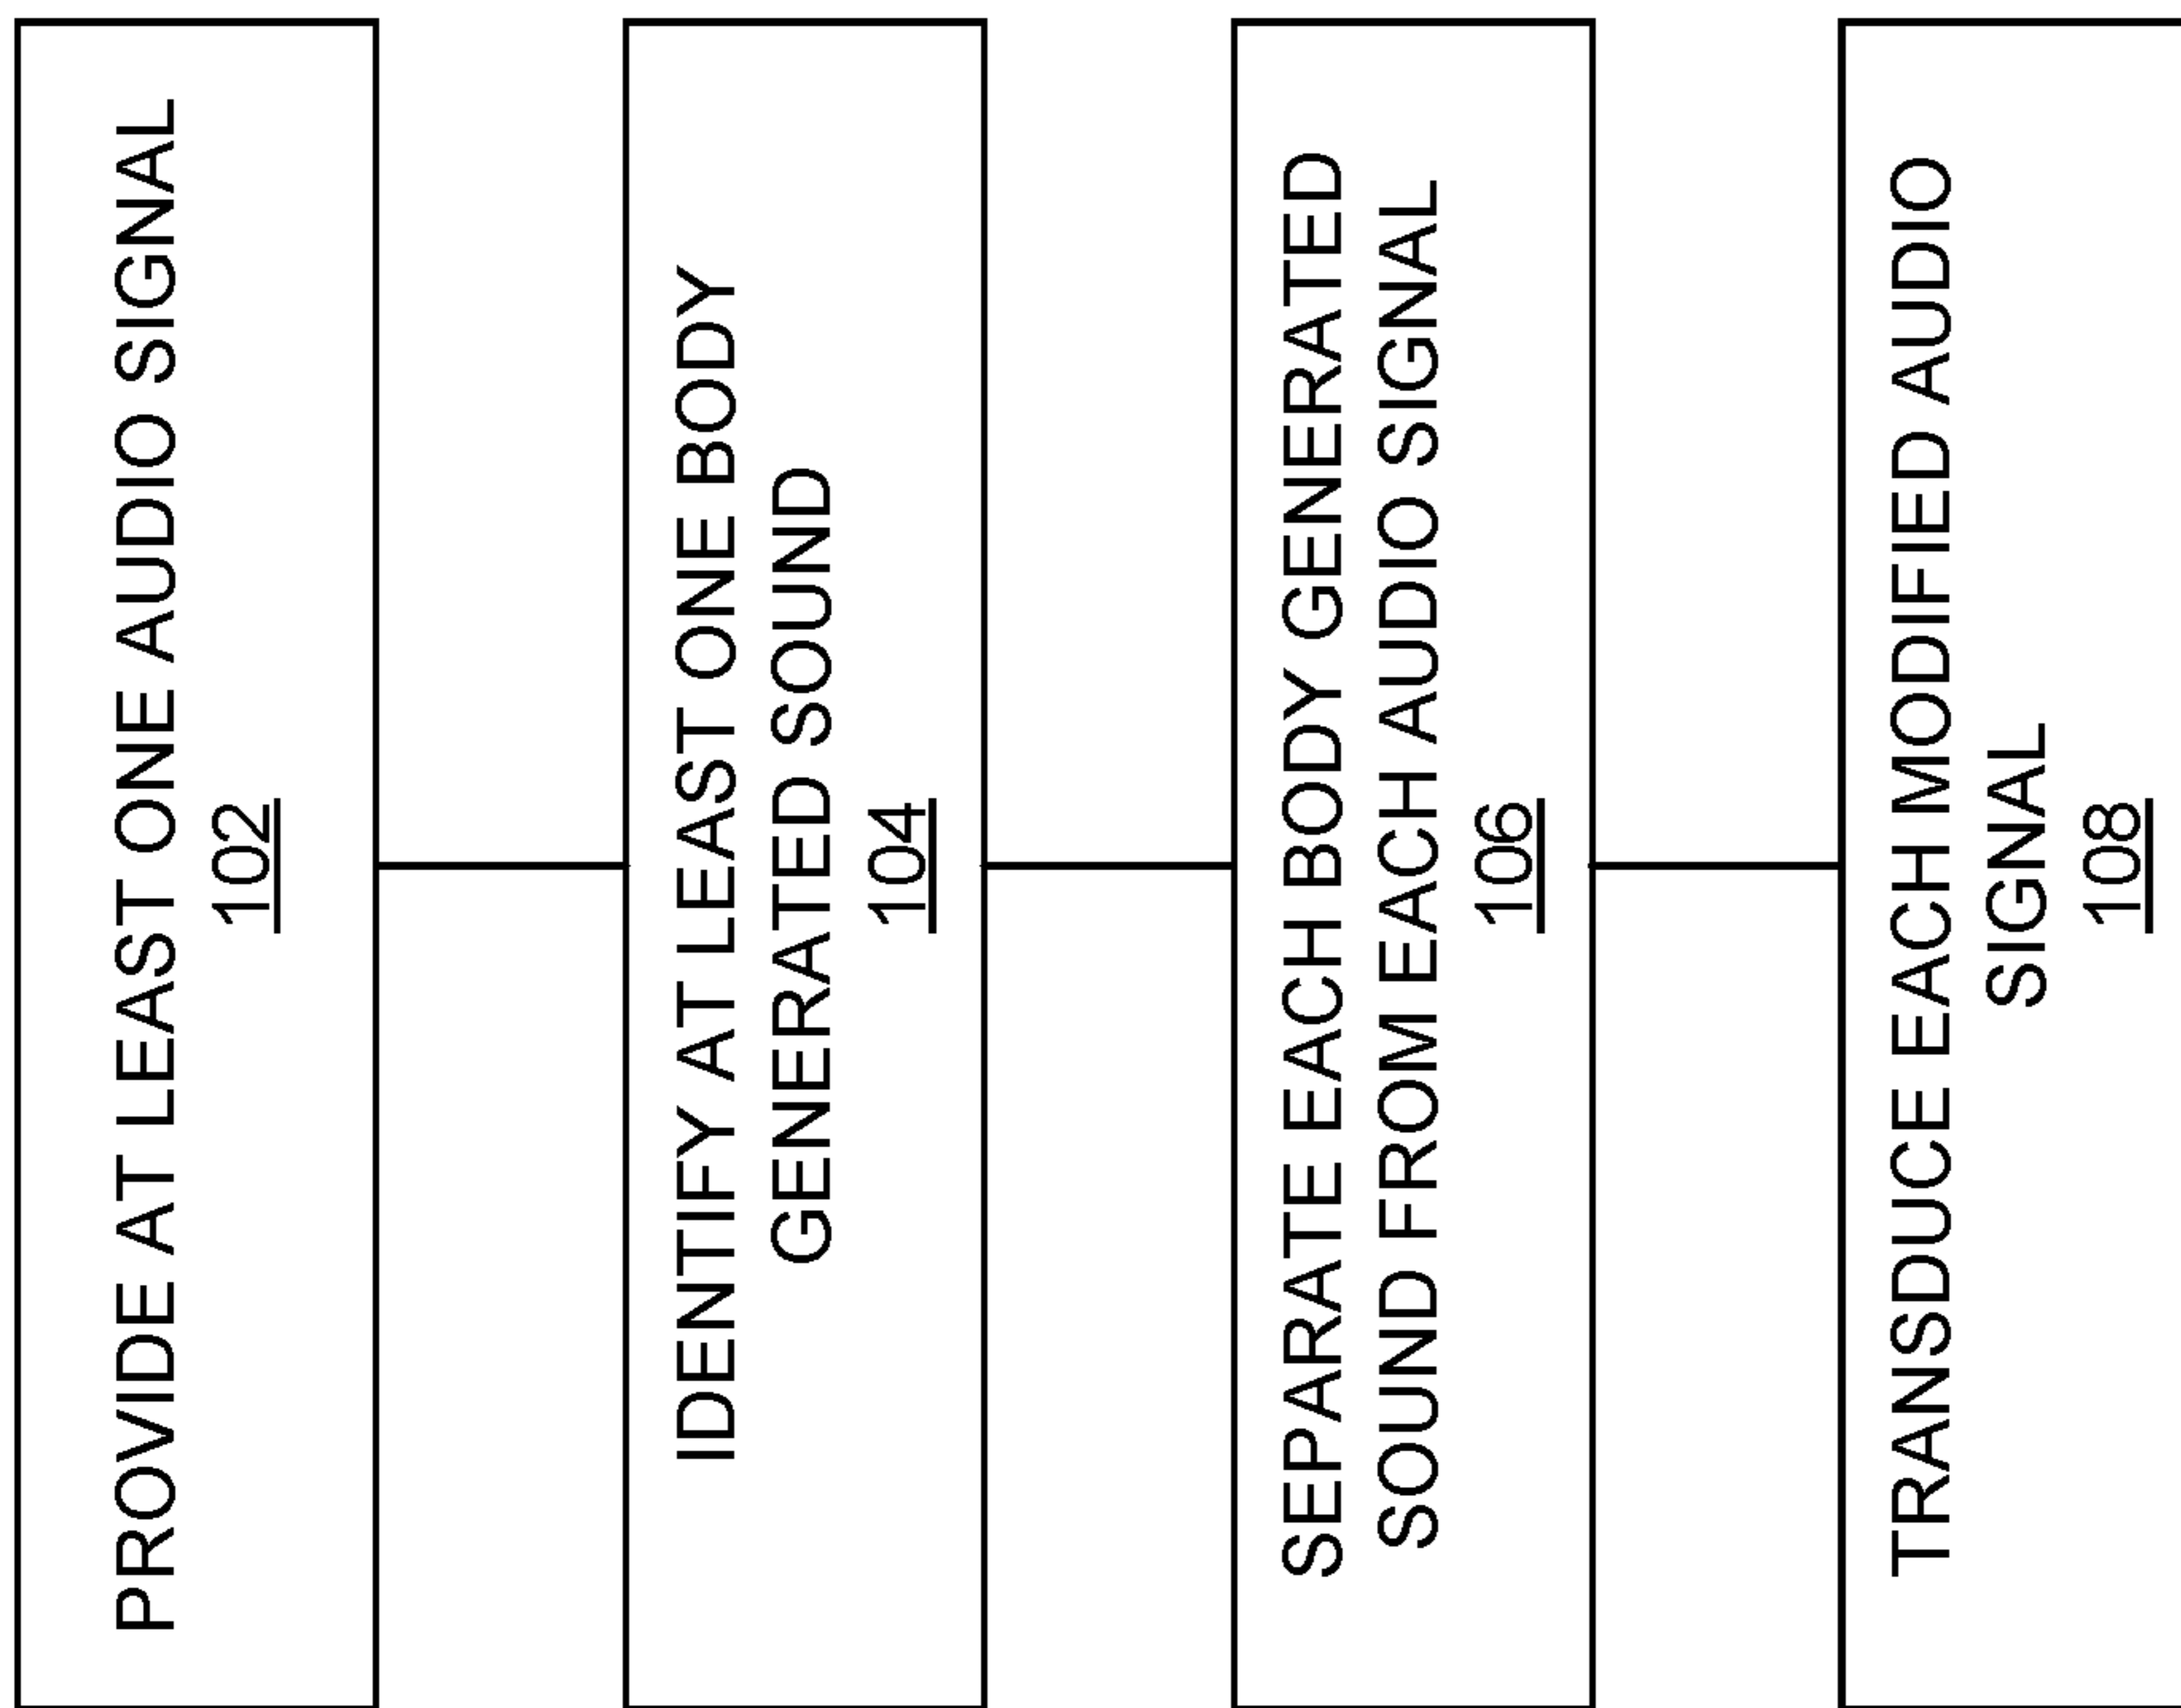 PROVIDE AT LEAST ONE AUDIO SIGNAL
102
IDENTIFY AT LEAST ONE BODY
GENERATED SOUND
104
SEPARATE EACH BODY GENERATED
SOUND FROM EACH AUDIO SIGNAL
106
TRANSDUCE EACH MODIFIED AUDIO
SIGNAL
108